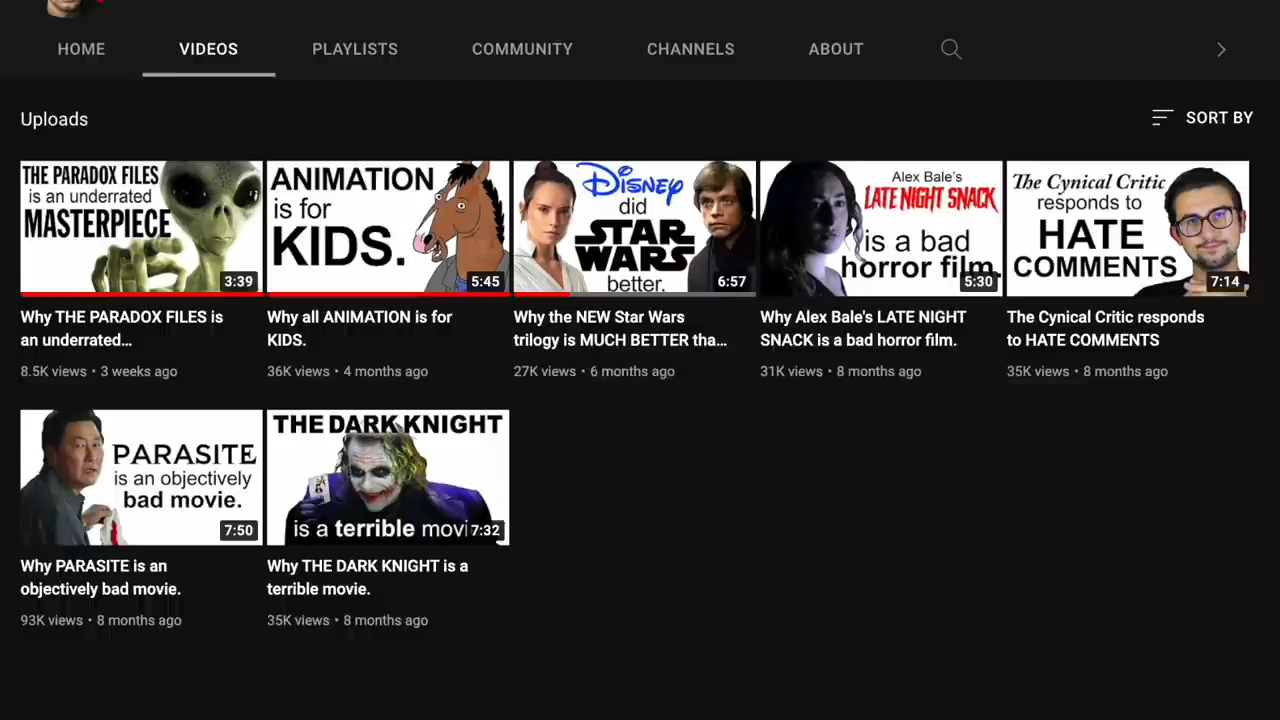 HOME VIDEOS PLAYLISTS COMMUNITY CHANNELS ABOUT
Uploads
SORT BY
THE PARADOX FILES
is an underrated
MASTERPIECE
3:39
ANIMATION
is for
KIDS.
5:45
DISNEY
did
STAR
WARS
better.
6:57
Alex Bale's
LATE NIGHT SNACK
is a bad
horror film.
5:30
The Cynical Critic
responds to
HATE
COMMENTS
7:14
Why THE PARADOX FILES is
an underrated...
8.5K views • 3 weeks ago
Why all ANIMATION is for
KIDS.
36K views • 4 months ago
Why the NEW Star Wars
trilogy is MUCH BETTER tha...
27K views • 6 months ago
Why Alex Bale's LATE NIGHT
SNACK is a bad horror film.
31K views • 8 months ago
The Cynical Critic responds
to HATE COMMENTS
35K views • 8 months ago
PARASITE
is an objectively
bad movie.
7:50
THE DARK KNIGHT
is a terrible movi
7:32
Why PARASITE is an
objectively bad movie.
93K views • 8 months ago
Why THE DARK KNIGHT is a
terrible movie.
35K views • 8 months ago